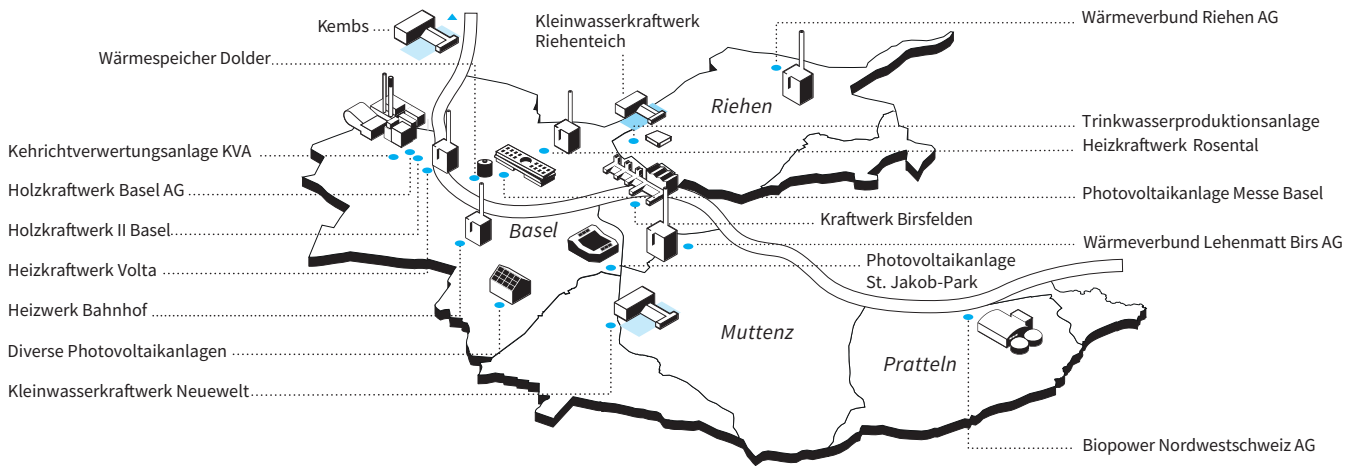 Kembs
Wärmespeicher Dolder
Kleinwasserkraftwerk
Riehenteich
Wärmeverbund Riehen AG
Riehen
Trinkwasserproduktionsanlage
Heizkraftwerk Rosental
Kehrichtverwertungsanlage KVA
Holzkraftwerk Basel AG
Photovoltaikanlage Messe Basel
Kraftwerk Birsfelden
Holzkraftwerk II Basel
Basel
Wärmeverbund Lehenmatt Birs AG
Heizkraftwerk Volta
Photovoltaikanlage
St. Jakob-Park
Heizwerk Bahnhof
Muttenz
Diverse Photovoltaikanlagen
Pratteln
Kleinwasserkraftwerk Neuewelt
Biopower Nordwestschweiz AG